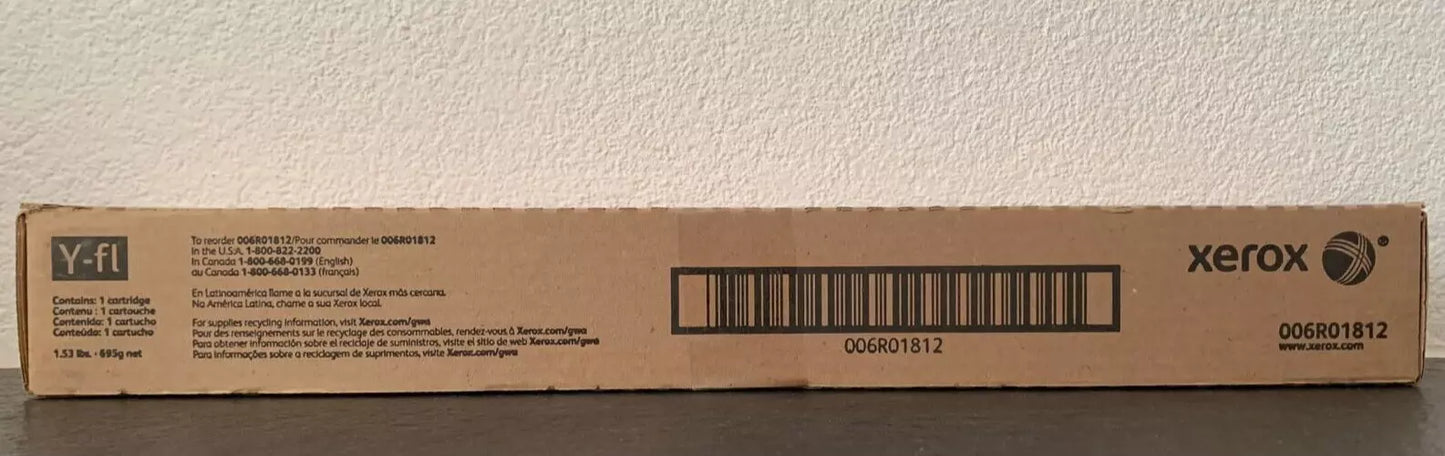 Y-fl
Contains: 1 cartridge
Contenu : 1 cartouche
Contenido: 1 cartucho
Conteúdo: 1 cartucho
1.53 lbs. • 695g net
To reorder 006R01812/Pour commander le 006R01812
In the U.S.A. 1-800-822-2200
In Canada 1-800-668-0199 (English)
au Canada 1-800-668-0133 (français)
En Latinoamérica llame a la sucursal de Xerox más cercana.
Na América Latina, chame a sua Xerox local.
For supplies recycling information, visit Xerox.com/gwa
Pour des renseignements sur le recyclage des consommables, rendez-vous à Xerox.com/gwa
Para obtener información sobre el reciclaje de suministros, visite el sitio de web Xerox.com/gwa
Para informações sobre a reciclagem de suprimentos, visite Xerox.com/gwa
006R01812
xerox ®
006R01812
www.xerox.com